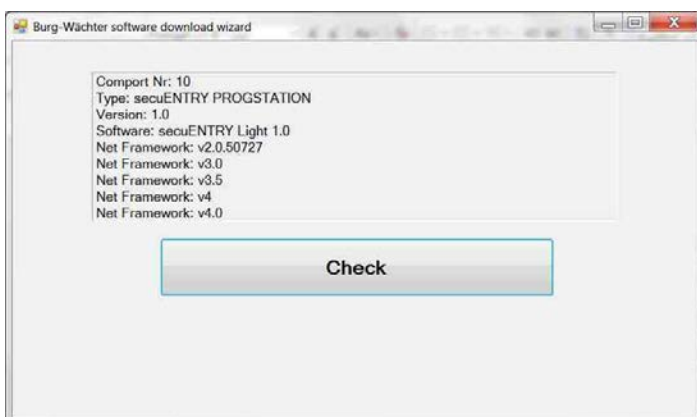 Burg-Wächter software download wizard
Comport Nr: 10
Type: secuENTRY PROGSTATION
Version: 1.0
Software: secuENTRY Light 1.0
Net Framework: v2.0.50727
Net Framework: v3.0
Net Framework: v3.5
Net Framework: v4
Net Framework: v4.0
Check